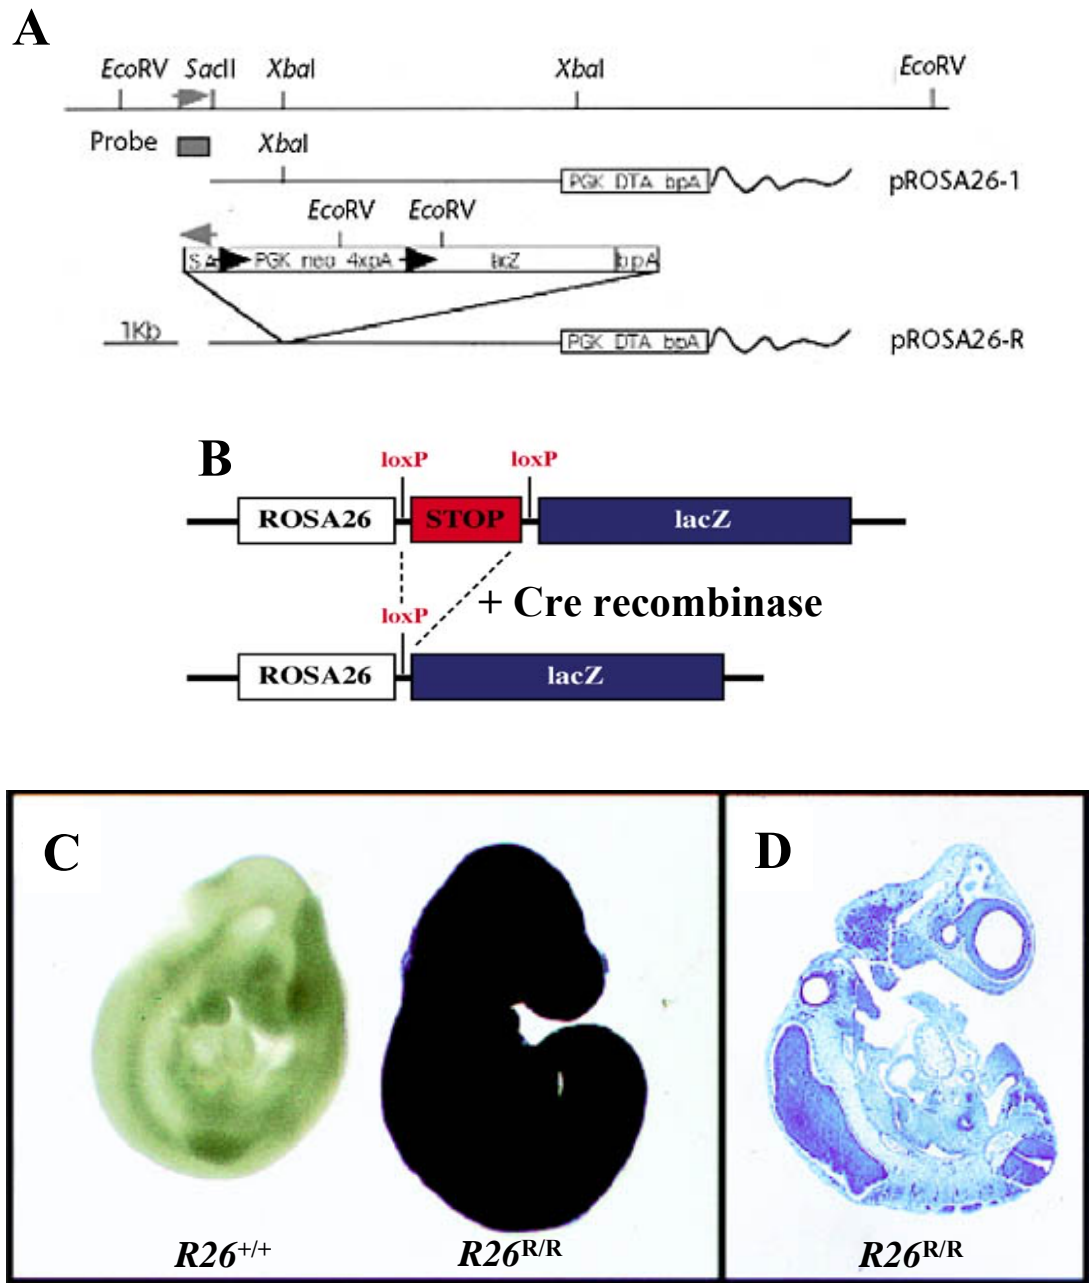 A
EcoRV SacII XbaI XbaI EcoRV
Probe XbaI
PGK DTA bpA pROSA26-1
EcoRV EcoRV
SA PGK neo 4xpA lacZ bpA
1Kb PGK DTA bpA pROSA26-R
B
loxP loxP
ROSA26 STOP lacZ
+ Cre recombinase
loxP
ROSA26 lacZ
C D
R26+/+ R26R/R R26R/R